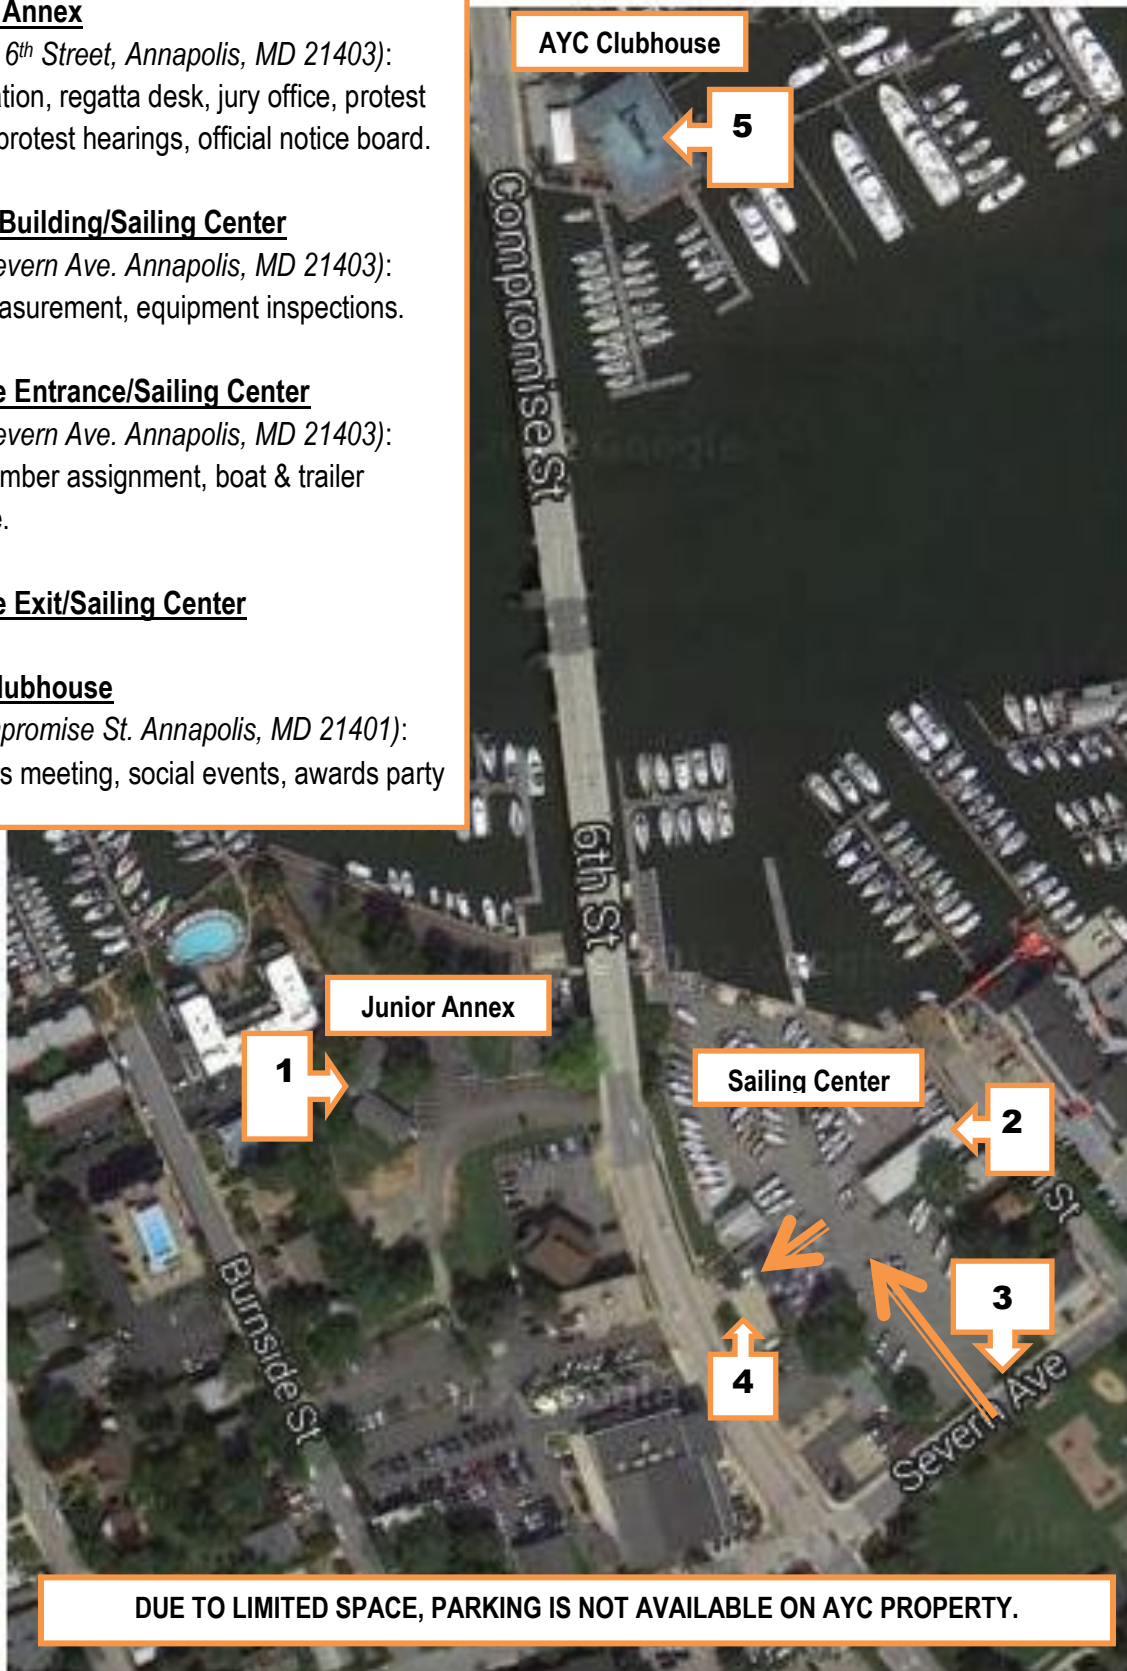 Annex
6th Street, Annapolis, MD 21403):
ation, regatta desk, jury office, protest
protest hearings, official notice board.
Building/Sailing Center
evern Ave. Annapolis, MD 21403):
asurement, equipment inspections.
e Entrance/Sailing Center
evern Ave. Annapolis, MD 21403):
mber assignment, boat & trailer
e.
e Exit/Sailing Center
lubhouse
promise St. Annapolis, MD 21401):
rs meeting, social events, awards party
AYC Clubhouse
5
Compromise St
Google
6th St
Junior Annex
1
Sailing Center
2
St
3
4
Burnside St
Severn Ave
DUE TO LIMITED SPACE, PARKING IS NOT AVAILABLE ON AYC PROPERTY.